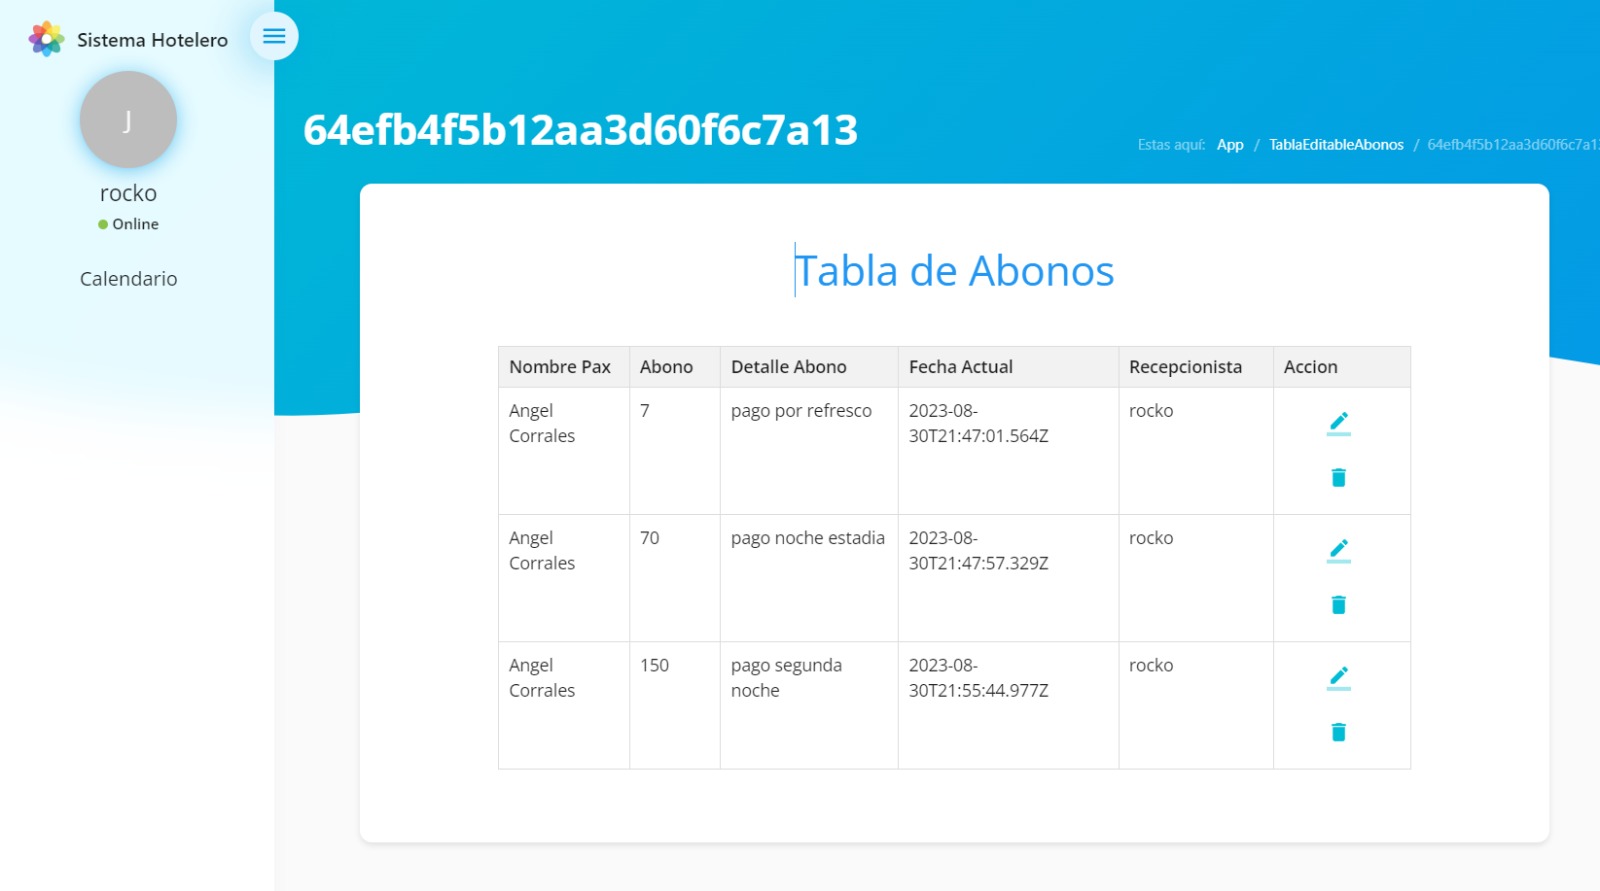 Sistema Hotelero
J
rocko
Online
Calendario
64efb4f5b12aa3d60f6c7a13
Estas aquí: App / TablaEditableAbonos / 64efb4f5b12aa3d60f6c7a1
Tabla de Abonos
Nombre Pax Abono Detalle Abono Fecha Actual Recepcionista Accion
Angel 7 pago por refresco 2023-08- rocko
Corrales 30T21:47:01.564Z
Angel 70 pago noche estadia 2023-08- rocko
Corrales 30T21:47:57.329Z
Angel 150 pago segunda 2023-08- rocko
Corrales noche 30T21:55:44.977Z